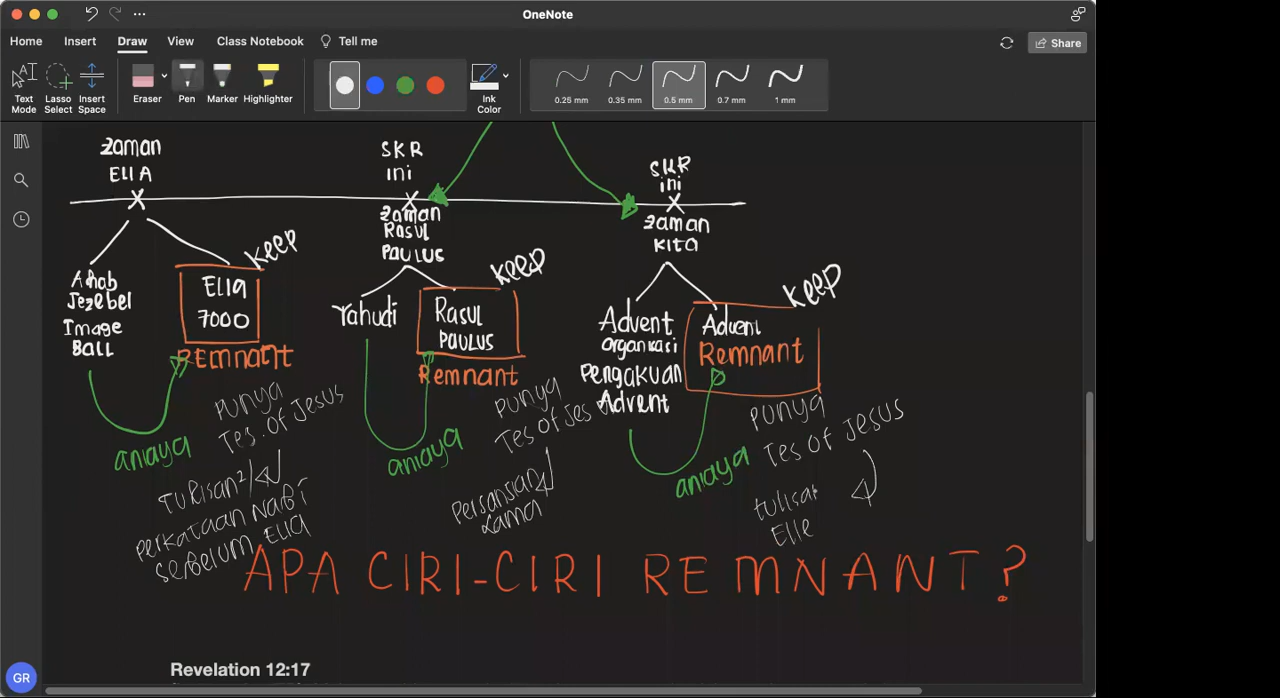 OneNote
Home Insert Draw View Class Notebook Tell me
Share
Text Mode
Lasso Select
Insert Space
Eraser
Pen
Marker
Highlighter
Ink Color
0.25 mm
0.35 mm
0.5 mm
0.7 mm
1 mm
Zaman
ELIA
SKR
ini
SKR
ini
Zaman
Rasul
PAULUS
Zaman
KITA
Ahab
Jezebel
Image
BALL
KEEP
Elia
7000
REMNANT
Yahudi
KEEP
Rasul
PAULUS
Remnant
Advent
organisasi
Pengakuan
Advent
KEEP
Advent
Remnant
aniaya
Punya
Tes. OF Jesus
TULISAN²/
Perkataan Nabi
Sebelum Elia
aniaya
Punya
Tes OF Jes
Perjanjian
Lama
aniaya
Punya
Tes OF Jesus
tulisan
Elle
APA CIRI-CIRI REMNANT?
Revelation 12:17
GR